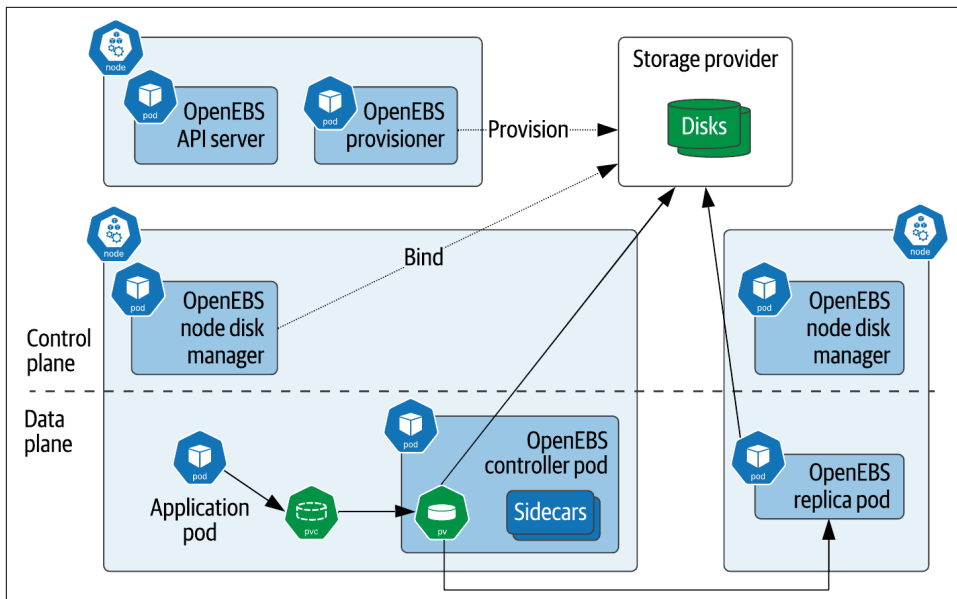 node
pod
OpenEBS
API server
pod
OpenEBS
provisioner
Provision
Storage provider
Disks
node
pod
OpenEBS
node disk
manager
Bind
node
pod
OpenEBS
node disk
manager
Control
plane
Data
plane
pod
Application
pod
pvc
pod
OpenEBS
controller pod
pv
Sidecars
pod
OpenEBS
replica pod